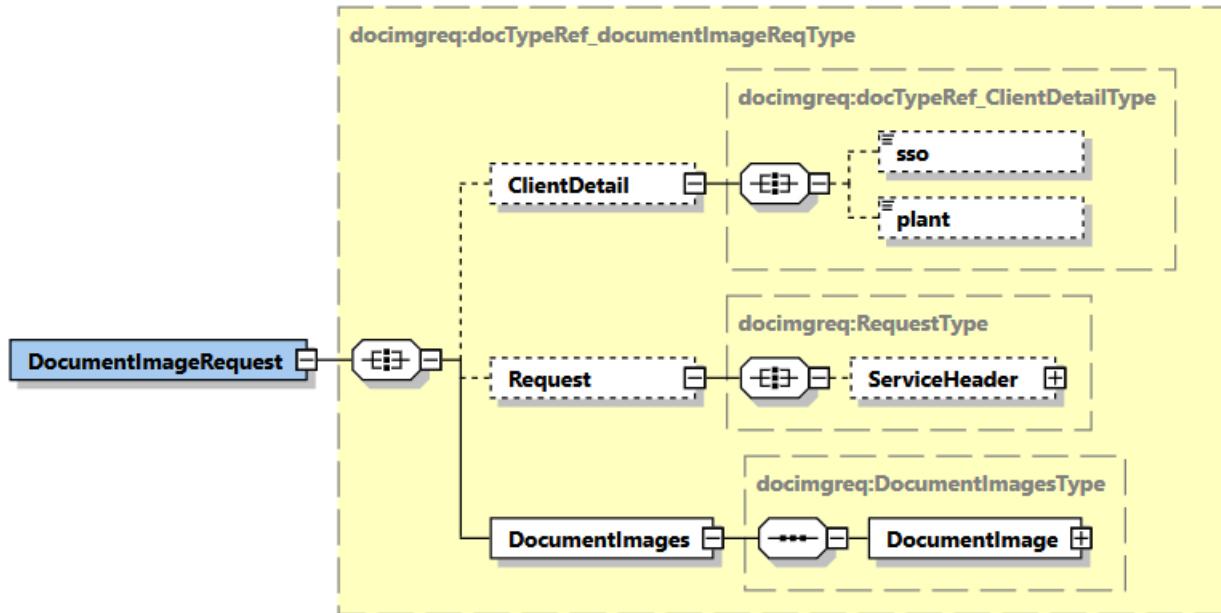 docimgreq:docTypeRef_documentImageReqType
docimgreq:docTypeRef_ClientDetailType
sso
ClientDetail
plant
docimgreq:RequestType
DocumentImageRequest
Request
ServiceHeader
docimgreq:DocumentImagesType
DocumentImages
DocumentImage